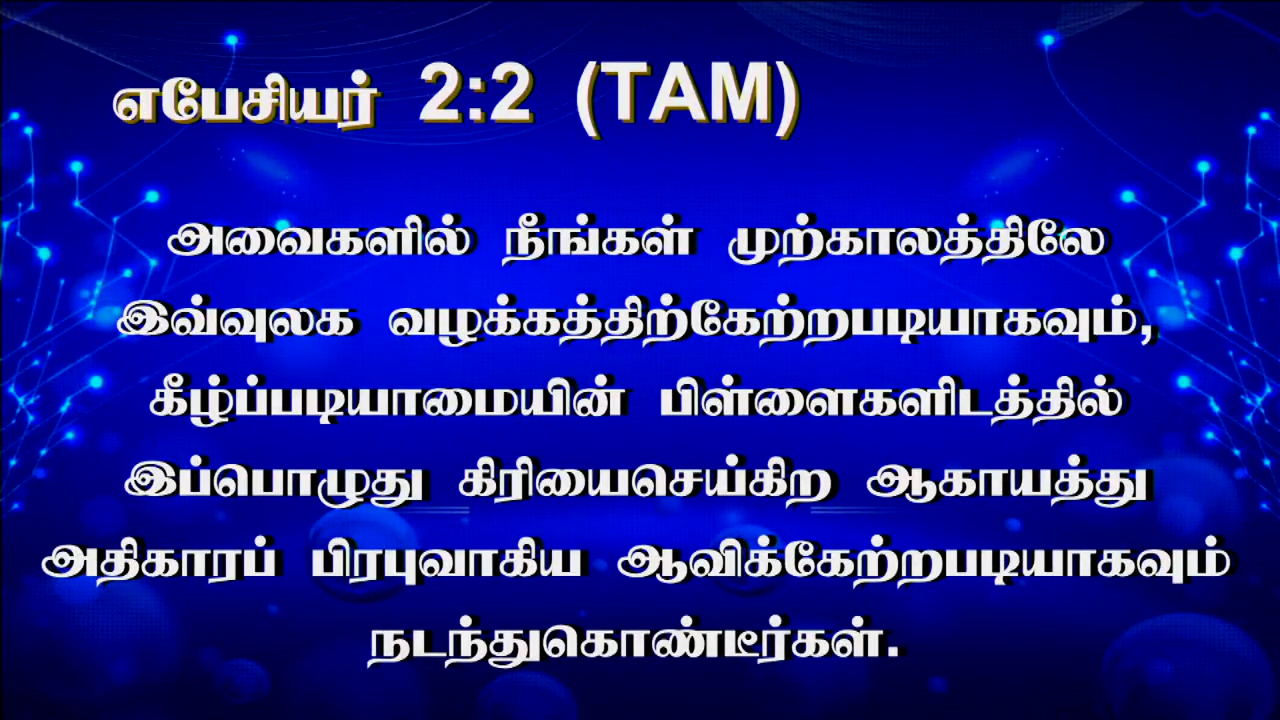 எபேசியர் 2:2 (TAM)
அவைகளில் நீங்கள் முற்காலத்திலே
இவ்வுலக வழக்கத்திற்கேற்றபடியாகவும்,
கீழ்ப்படியாமையின் பிள்ளைகளிடத்தில்
இப்பொழுது கிரியைசெய்கிற ஆகாயத்து
அதிகாரப் பிரபுவாகிய ஆவிக்கேற்றபடியாகவும்
நடந்துகொண்டீர்கள்.